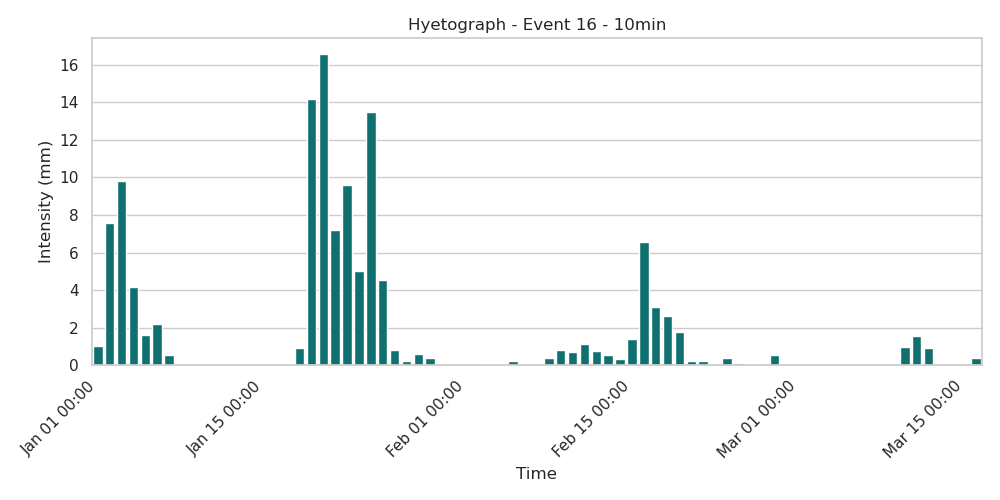 Hyetograph - Event 16 - 10min
Intensity (mm)
16
14
12
10
8
6
4
2
0
Jan 01 00:00
Jan 15 00:00
Feb 01 00:00
Feb 15 00:00
Mar 01 00:00
Mar 15 00:00
Time